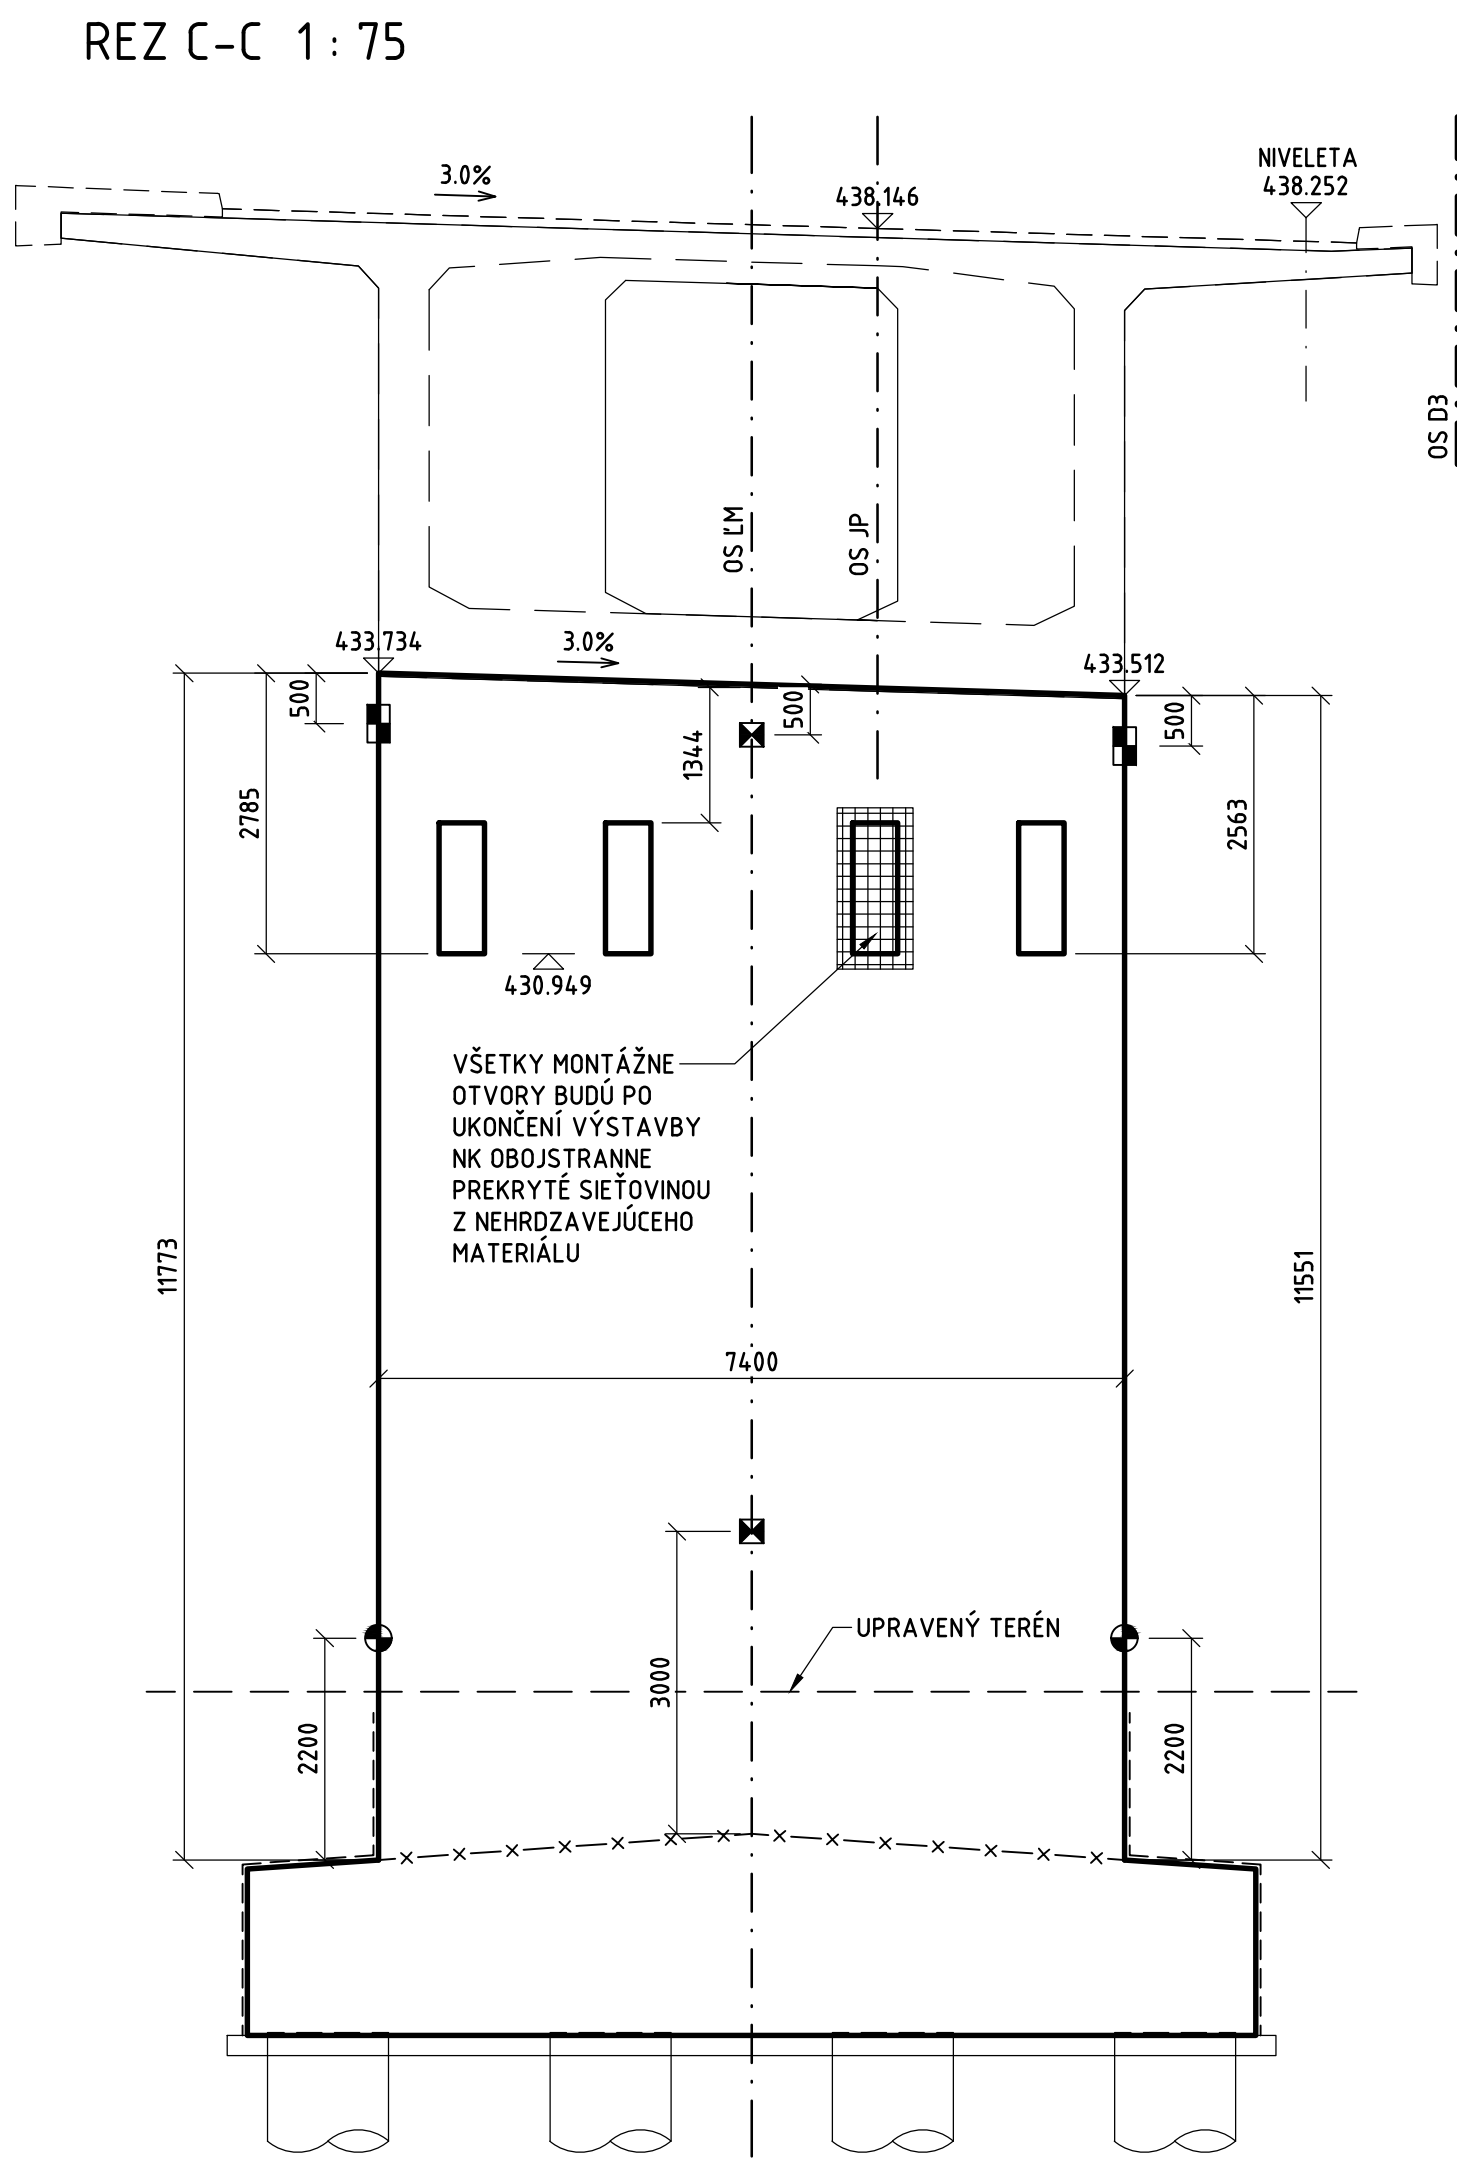 REZ C-C 1 : 75
NIVELETA
438.252
3.0%
438.146
OS D3
OS ĽM
OS JP
433.734
3.0%
433.512
500
500
500
1344
2785
2563
430.949
VŠETKY MONTÁŽNE
OTVORY BUDÚ PO
UKONČENÍ VÝSTAVBY
NK OBOJSTRANNE
PREKRYTÉ SIEŤOVINOU
Z NEHRDZAVEJÚCEHO
MATERIÁLU
11773
11551
7400
UPRAVENÝ TERÉN
3000
2200
2200